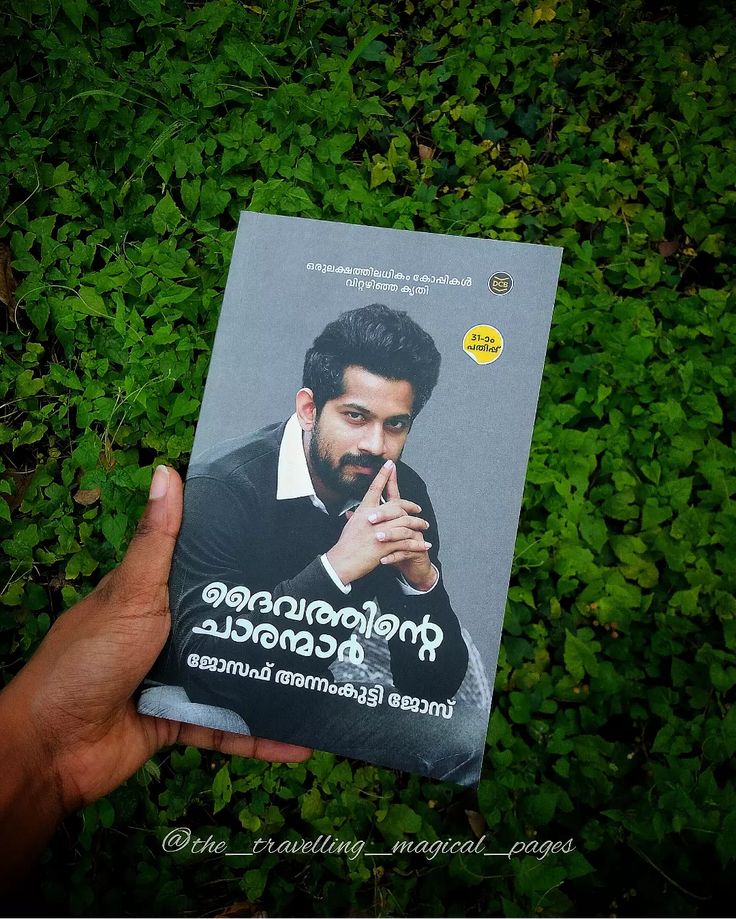 ഒരുലക്ഷത്തിലധികം കോപ്പികൾ
വിറ്റഴിഞ്ഞ കൃതി
DCB
31-ാം
പതിപ്പ്
ദൈവത്തിന്റെ
ചാരന്മാർ
ജോസഫ് അന്നംകുട്ടി ജോസ്
@the_travelling_magical_pages